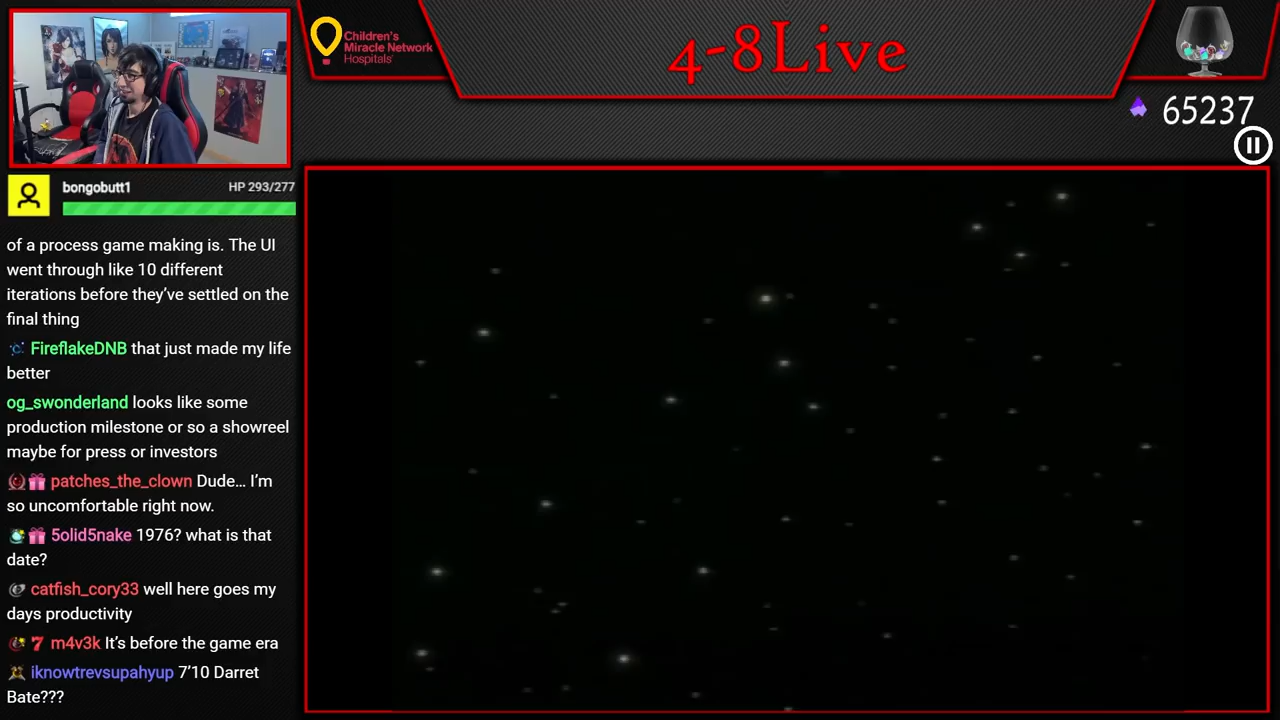 Children's
Miracle Network
Hospitals
4-8Live
65237
bongobutt1
HP 293/277
of a process game making is. The UI
went through like 10 different
iterations before they've settled on the
final thing
FireflakeDNB that just made my life
better
og_swonderland looks like some
production milestone or so a showreel
maybe for press or investors
patches_the_clown Dude… I'm
so uncomfortable right now.
5olid5nake 1976? what is that
date?
catfish_cory33 well here goes my
days productivity
7 m4v3k It's before the game era
iknowtrevsupahyup 7'10 Darret
Bate???